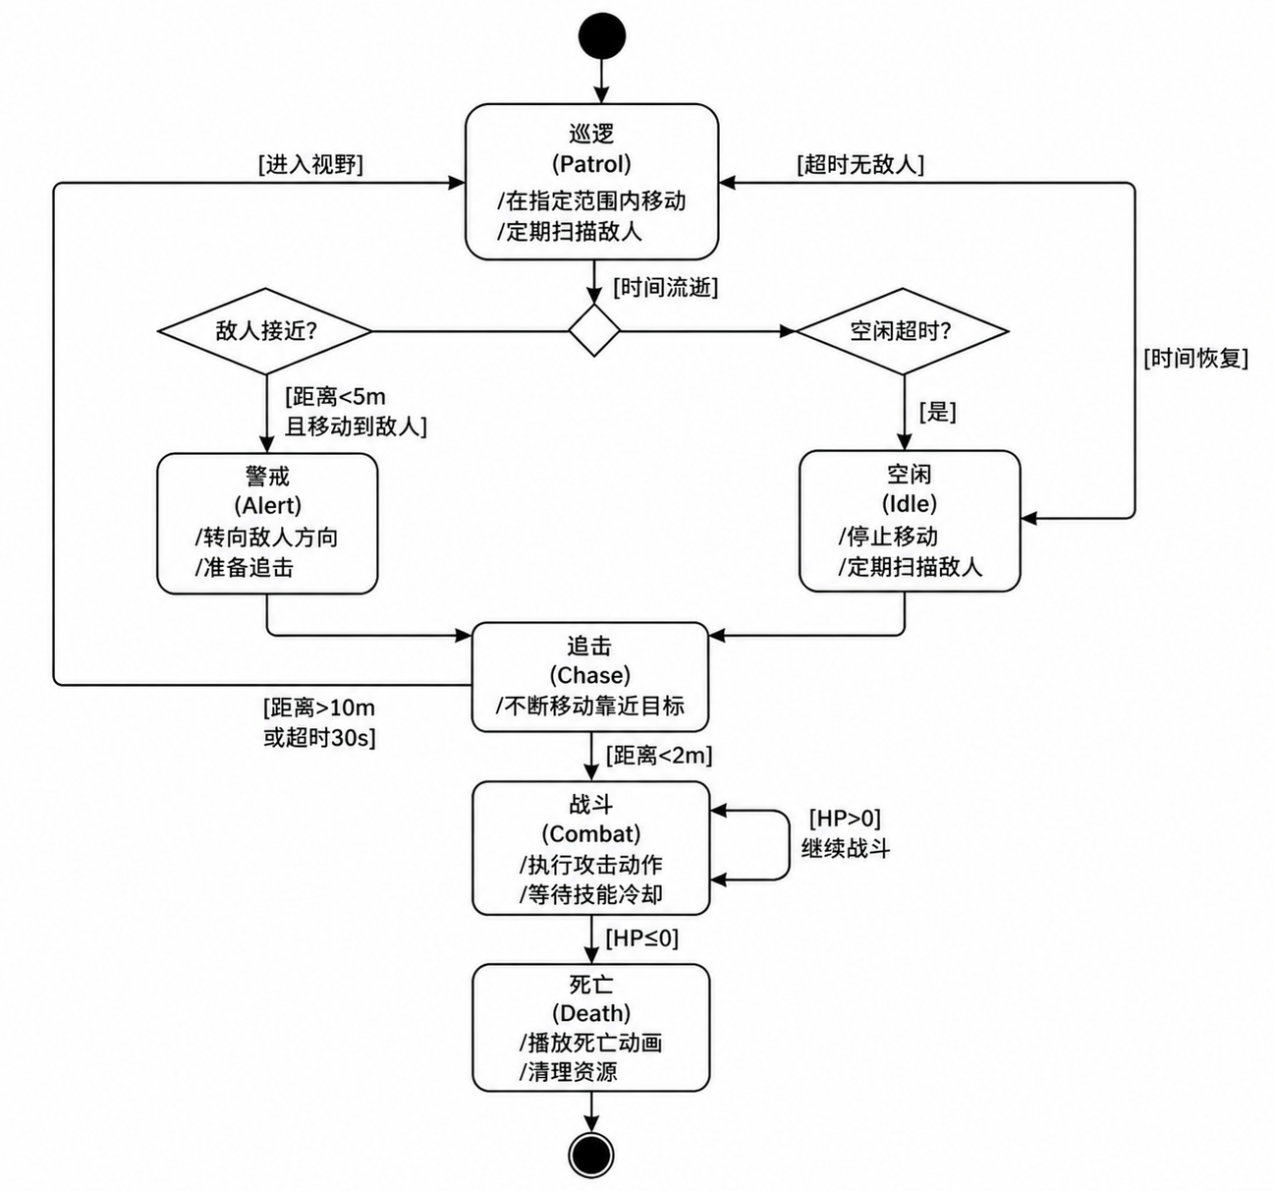 巡逻
(Patrol)
/在指定范围内移动
/定期扫描敌人
[进入视野]
[超时无敌人]
[时间流逝]
敌人接近？
空闲超时？
[时间恢复]
[距离<5m
且移动到敌人]
[是]
警戒
(Alert)
/转向敌人方向
/准备追击
空闲
(Idle)
/停止移动
/定期扫描敌人
追击
(Chase)
/不断移动靠近目标
[距离>10m
或超时30s]
[距离<2m]
战斗
(Combat)
/执行攻击动作
/等待技能冷却
[HP>0]
继续战斗
[HP≤0]
死亡
(Death)
/播放死亡动画
/清理资源